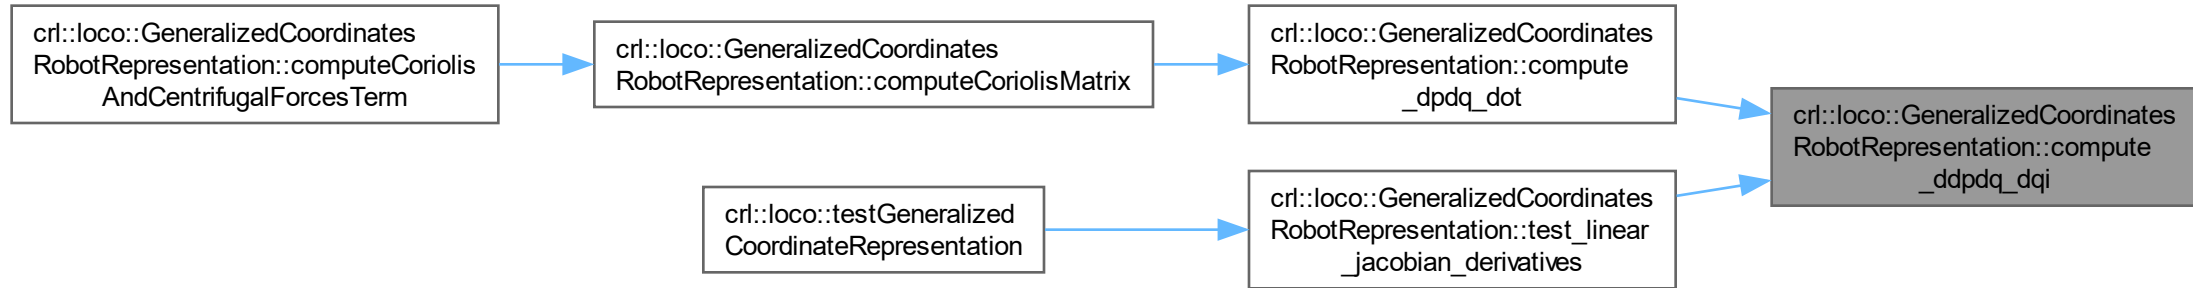 crl::loco::GeneralizedCoordinates
RobotRepresentation::computeCoriolis
AndCentrifugalForcesTerm
crl::loco::GeneralizedCoordinates
RobotRepresentation::computeCoriolisMatrix
crl::loco::GeneralizedCoordinates
RobotRepresentation::compute
_dpdq_dot
crl::loco::GeneralizedCoordinates
RobotRepresentation::compute
_ddpdq_dqi
crl::loco::testGeneralized
CoordinateRepresentation
crl::loco::GeneralizedCoordinates
RobotRepresentation::test_linear
_jacobian_derivatives